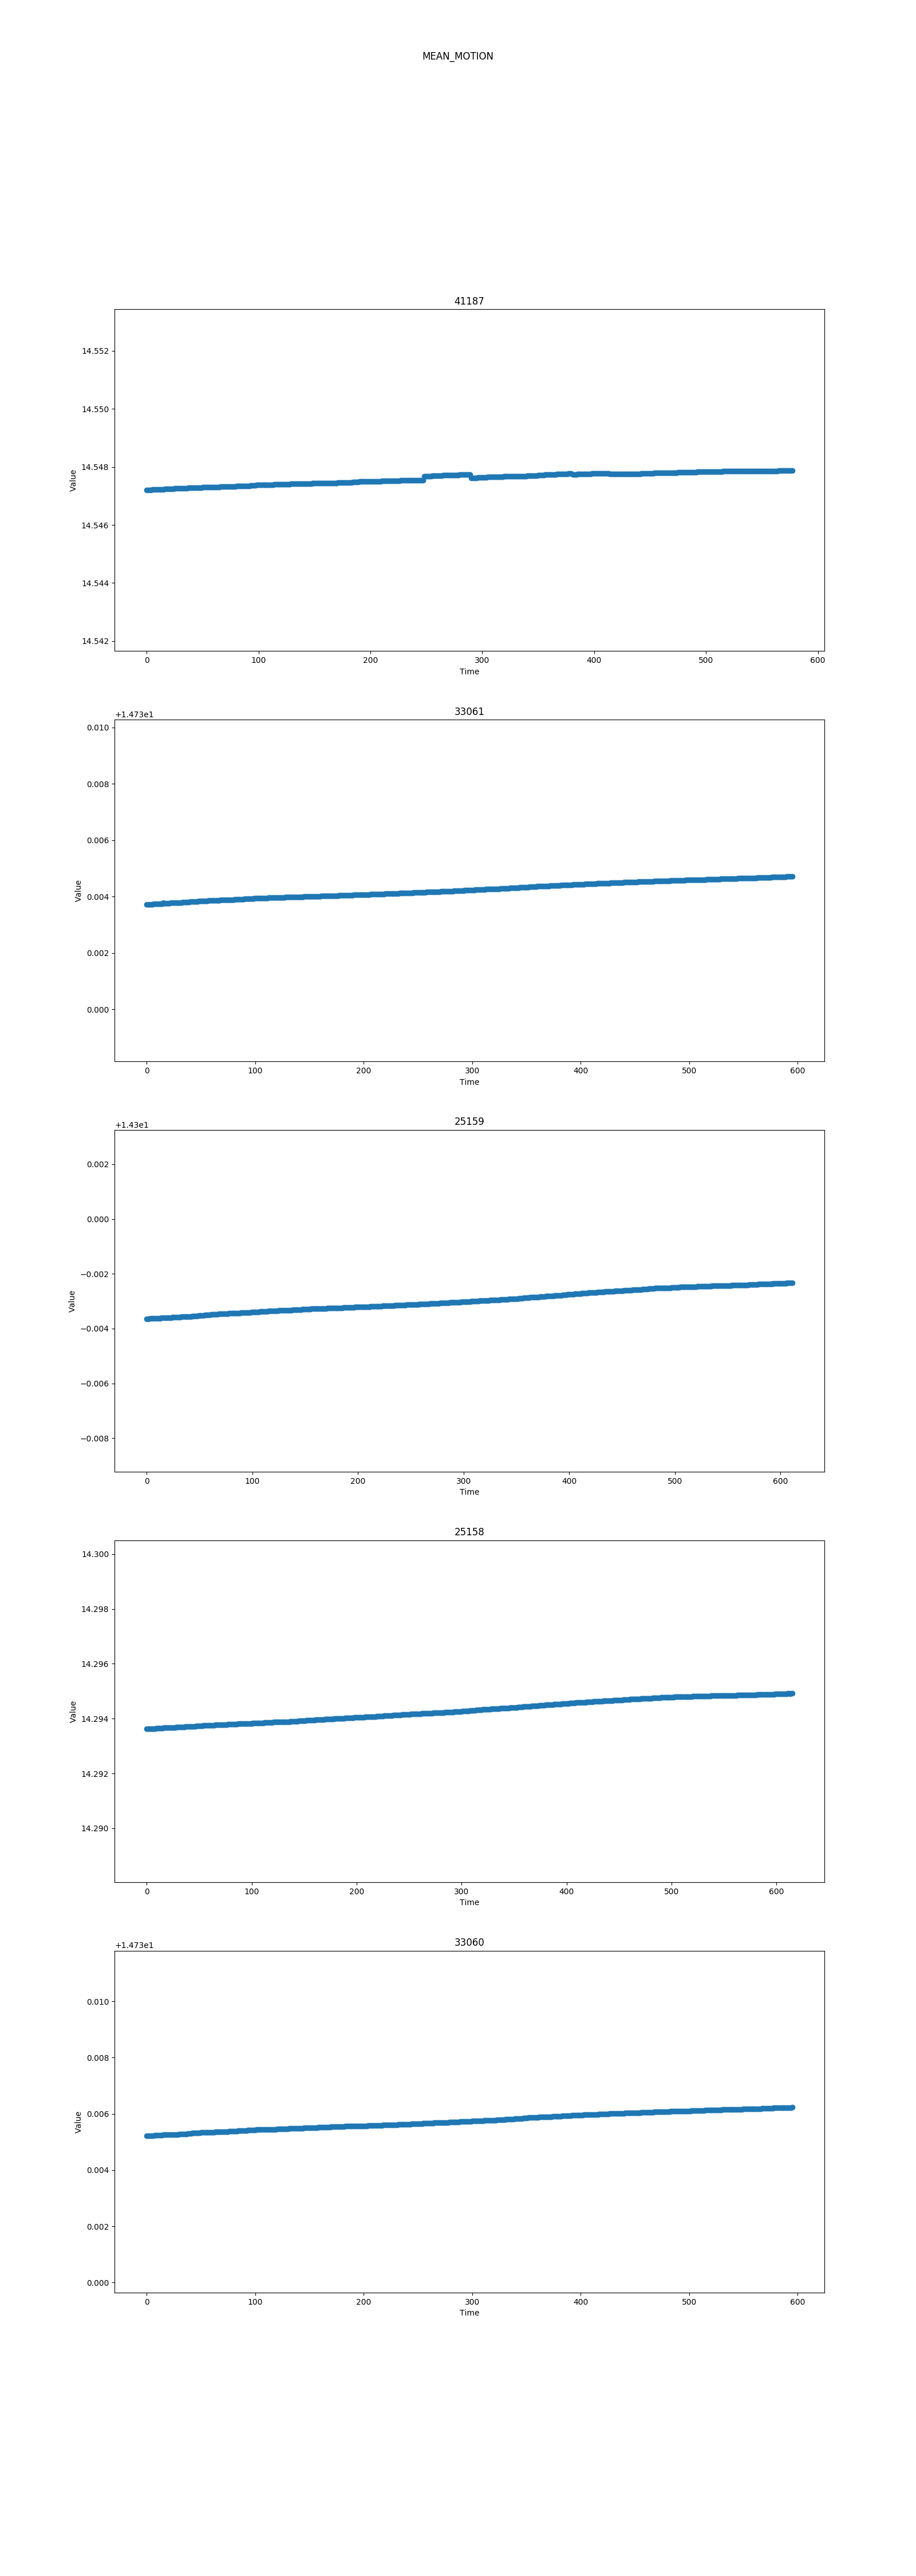 MEAN_MOTION
41187
14.552
14.550
14.548
14.546
14.544
14.542
Value
0 100 200 300 400 500 600
Time
33061
+1.473e1
0.010
0.008
0.006
0.004
0.002
0.000
Value
0 100 200 300 400 500 600
Time
25159
+1.43e1
0.002
0.000
−0.002
−0.004
−0.006
−0.008
Value
0 100 200 300 400 500 600
Time
25158
14.300
14.298
14.296
14.294
14.292
14.290
Value
0 100 200 300 400 500 600
Time
33060
+1.473e1
0.010
0.008
0.006
0.004
0.002
0.000
Value
0 100 200 300 400 500 600
Time